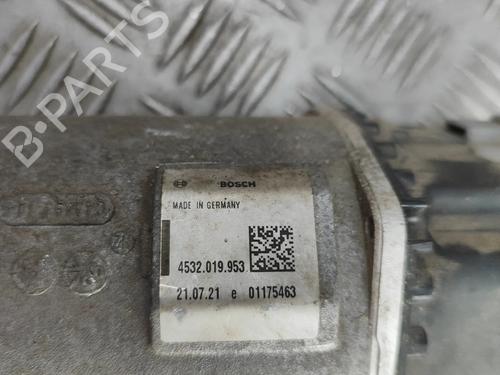 B-PARTS
BOSCH
MADE IN GERMANY
4532.019.953
21.07.21 e 01175463